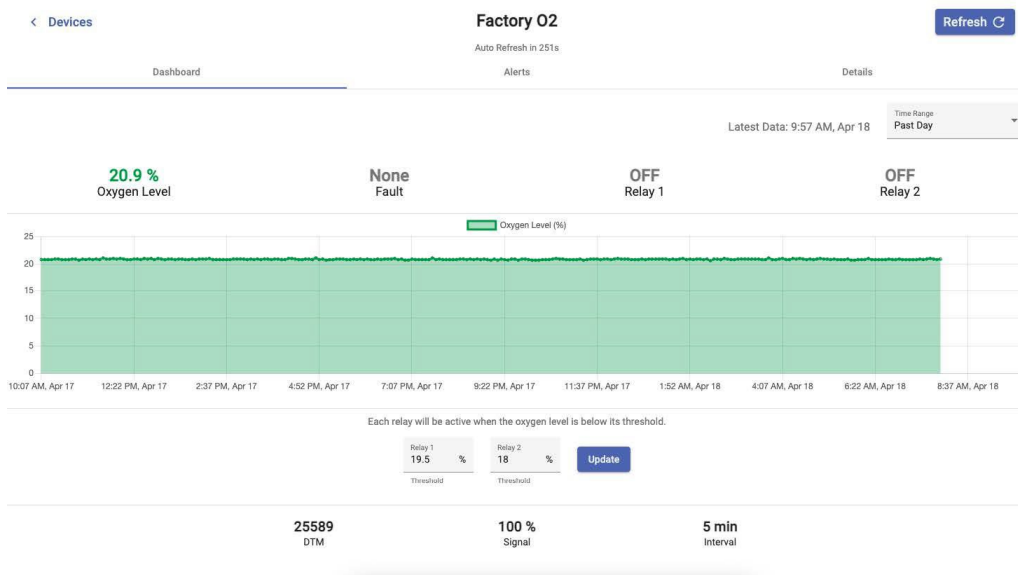 Devices
Factory O2
Refresh
Auto Refresh in 251s
Dashboard Alerts Details
Latest Data: 9:57 AM, Apr 18
Time Range
Past Day
20.9 % None OFF OFF
Oxygen Level Fault Relay 1 Relay 2
Oxygen Level (%)
25
20
15
10
5
0
10:07 AM, Apr 17 12:22 PM, Apr 17 2:37 PM, Apr 17 4:52 PM, Apr 17 7:07 PM, Apr 17 9:22 PM, Apr 17 11:37 PM, Apr 17 1:52 AM, Apr 18 4:07 AM, Apr 18 6:22 AM, Apr 18 8:37 AM, Apr 18
Each relay will be active when the oxygen level is below its threshold.
Relay 1 Relay 2
19.5 % 18 % Update
Threshold Threshold
25589 100 % 5 min
DTM Signal Interval